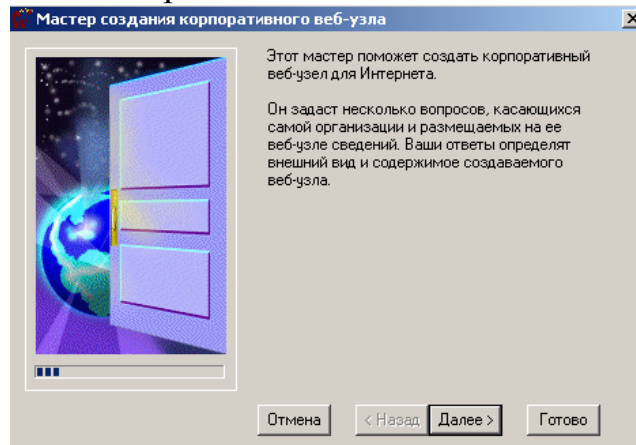 Мастер создания корпоративного веб-узла
Этот мастер поможет создать корпоративный
веб-узел для Интернета.
Он задаст несколько вопросов, касающихся
самой организации и размещаемых на ее
веб-узле сведений. Ваши ответы определят
внешний вид и содержимое создаваемого
веб-узла.
Отмена
< Назад
Далее >
Готово